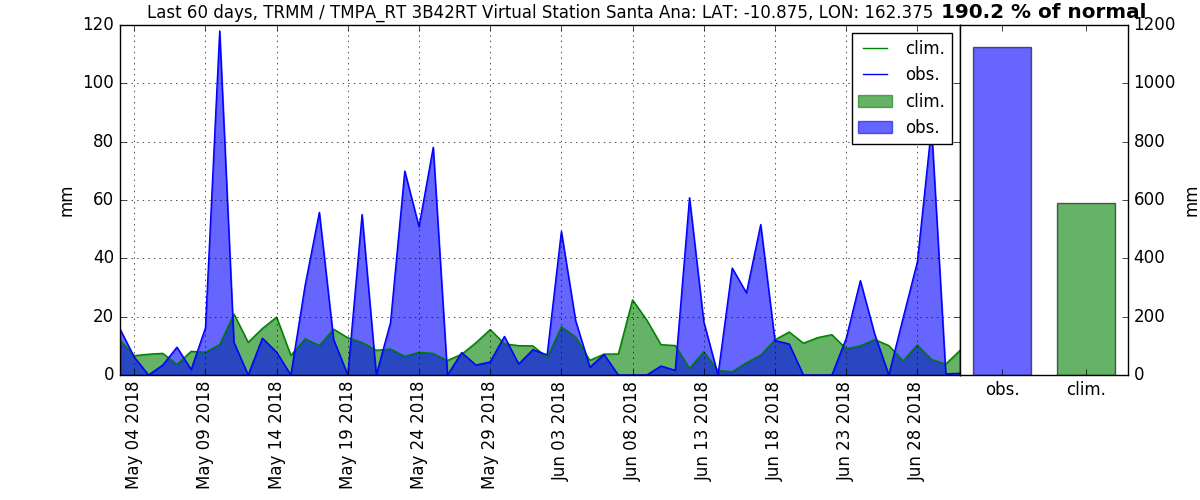 Last 60 days, TRMM / TMPA_RT 3B42RT Virtual Station Santa Ana: LAT: -10.875, LON: 162.375 190.2 % of normal
120
100
80
60
40
20
0
mm
clim.
obs.
clim.
obs.
1200
1000
800
600
400
200
0
mm
May 04 2018
May 09 2018
May 14 2018
May 19 2018
May 24 2018
May 29 2018
Jun 03 2018
Jun 08 2018
Jun 13 2018
Jun 18 2018
Jun 23 2018
Jun 28 2018
obs.
clim.